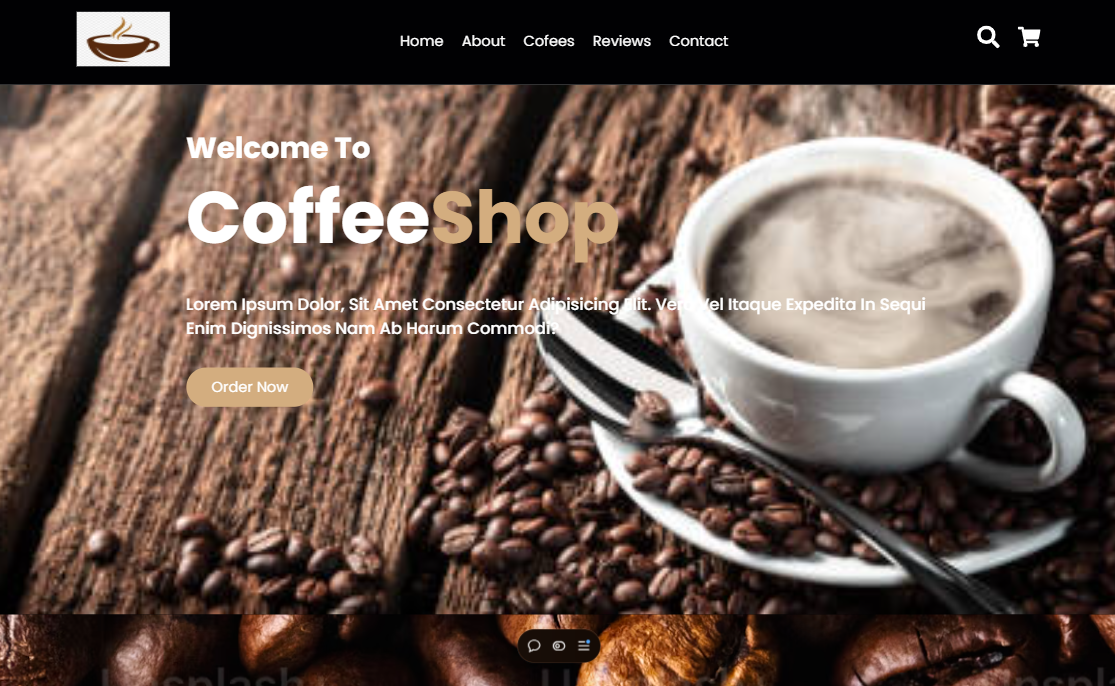 Home About Cofees Reviews Contact
Welcome To
CoffeeShop
Lorem Ipsum Dolor, Sit Amet Consectetur Adipisicing Elit. Vero Vel Itaque Expedita In Sequi
Enim Dignissimos Nam Ab Harum Commodi?
Order Now